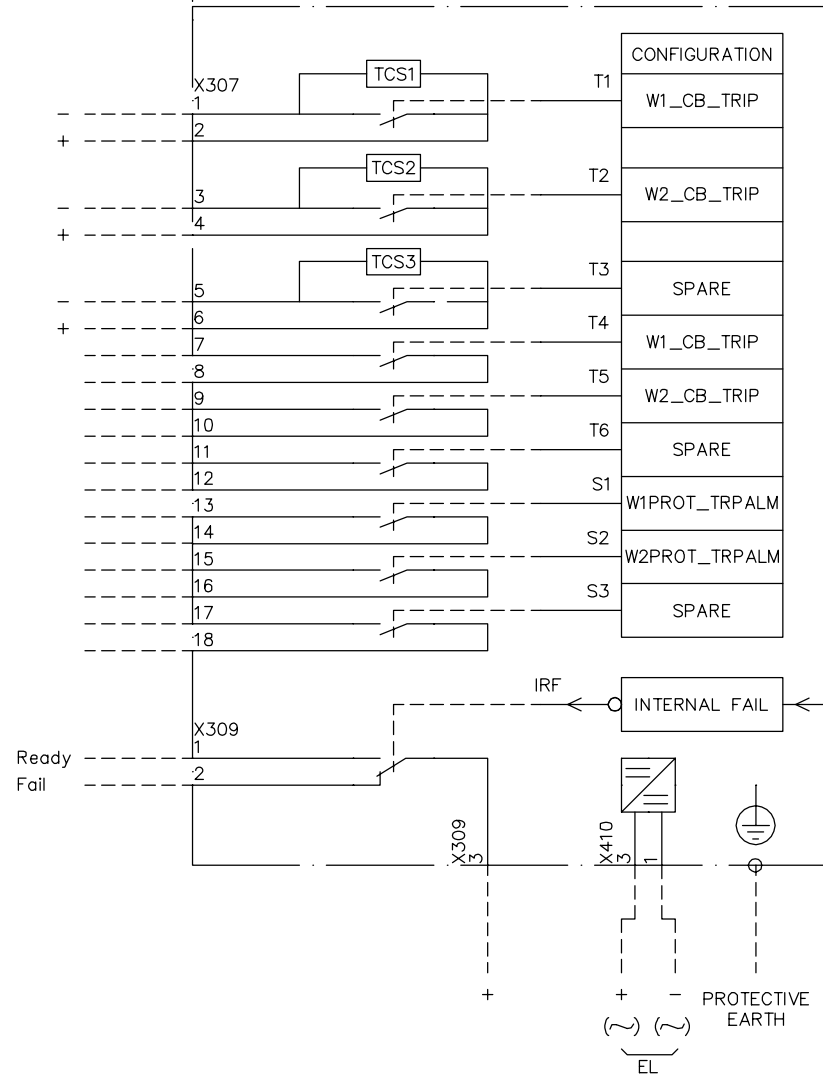 CONFIGURATION
TCS1
X307
T1
W1_CB_TRIP
1
−
2
+
TCS2
T2
W2_CB_TRIP
3
−
4
+
TCS3
T3
SPARE
5
−
6
+
T4
W1_CB_TRIP
7
8
T5
W2_CB_TRIP
9
10
T6
SPARE
11
12
S1
W1PROT_TRPALM
13
14
S2
W2PROT_TRPALM
15
16
S3
SPARE
17
18
IRF
INTERNAL FAIL
X309
1
Ready
2
Fail
X309
3
X410
3
1
+
+ −
PROTECTIVE
EARTH
(~) (~)
EL